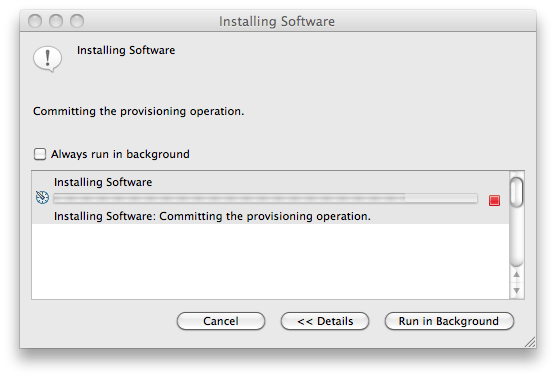 Installing Software
Installing Software
Committing the provisioning operation.
Always run in background
Installing Software
Installing Software: Committing the provisioning operation.
Cancel
<< Details
Run in Background